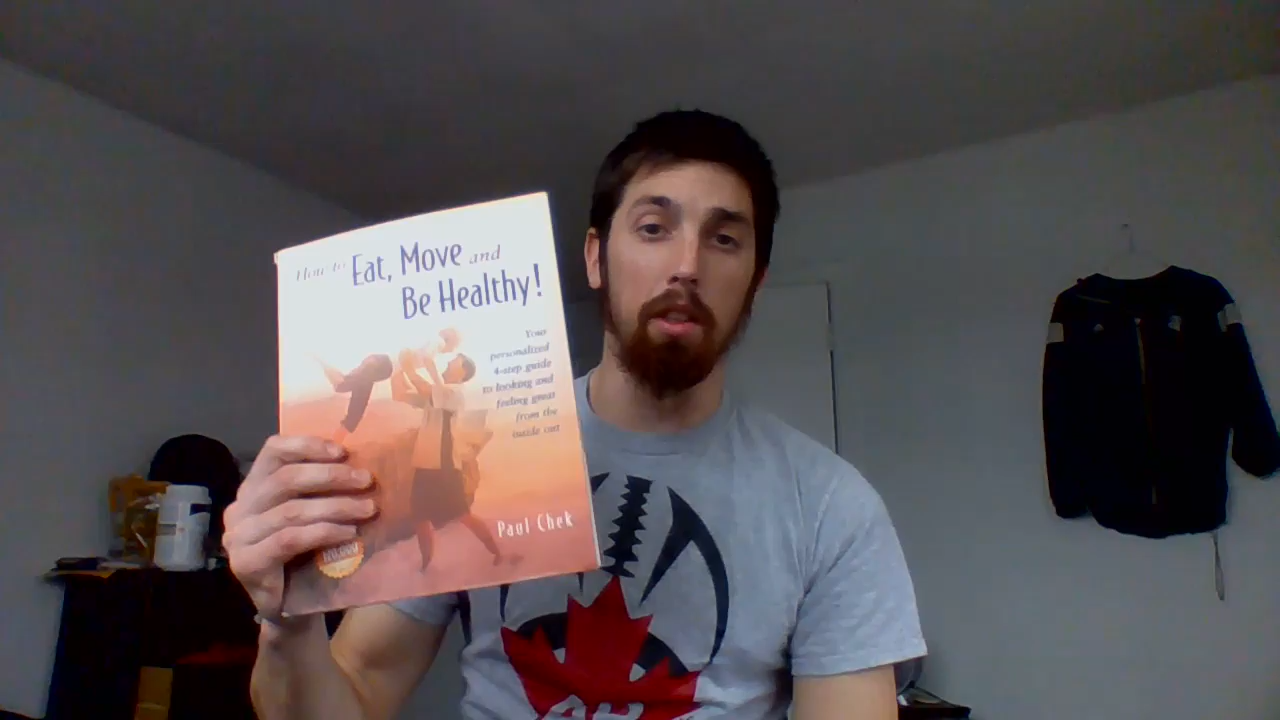 How to Eat, Move and
Be Healthy!
Your
personalized
4-step guide
to looking and
feeling great
from the
inside out
Paul Chek